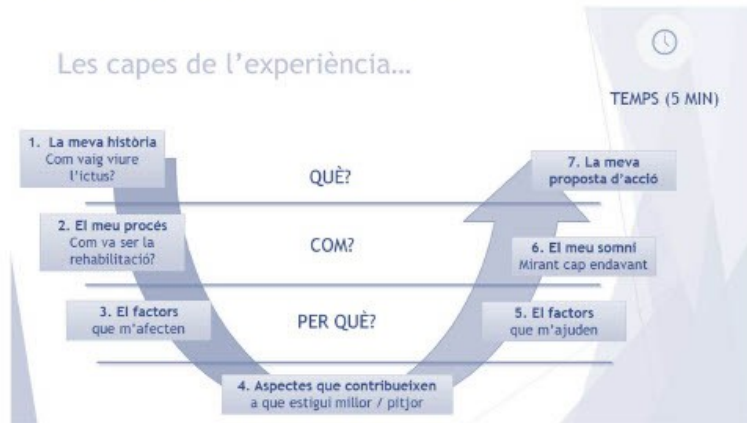 Les capes de l’experiència…
TEMPS (5 MIN)
1. La meva història
Com vaig viure
l’ictus?
QUÈ?
7. La meva
proposta d’acció
2. El meu procés
Com va ser la
rehabilitació?
COM?
6. El meu somni
Mirant cap endavant
3. El factors
que m’afecten
PER QUÈ?
5. El factors
que m’ajuden
4. Aspectes que contribueixen
a que estigui millor / pitjor